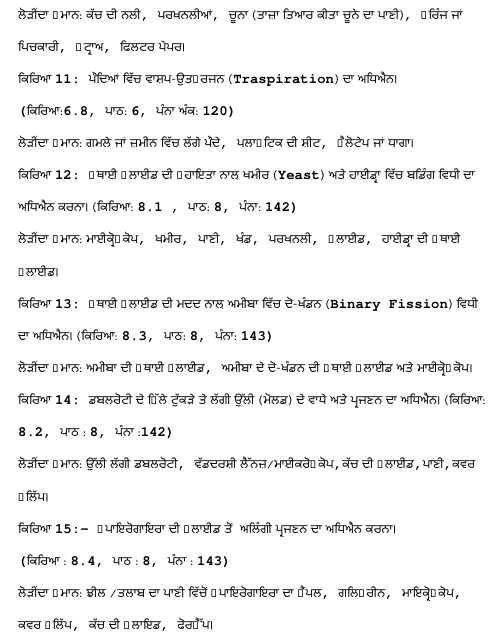 ਲੋੜੀਂਦਾ ▯ਮਾਨ: ਕੱਚ ਦੀ ਨਲੀ, ਪਰਖਨਲੀਆਂ, ਚੂਨਾ (ਤਾਜ਼ਾ ਤਿਆਰ ਕੀਤਾ ਚੂਨੇ ਦਾ ਪਾਣੀ), ▯ਰਿੰਜ ਜਾਂ
ਪਿਚਕਾਰੀ, ▯ਟ੍ਰਾਅ, ਫਿਲਟਰ ਪੇਪਰ।
ਕਿਰਿਆ 11: ਪੌਦਿਆਂ ਵਿੱਚ ਵਾਸ਼ਪ-ਉਤ▯ਰਜਨ (Traspiration) ਦਾ ਅਧਿਐਨ।
(ਕਿਰਿਆ:6.8, ਪਾਠ: 6, ਪੰਨਾ ਅੰਕ: 120)
ਲੋੜੀਂਦਾ ▯ਮਾਨ: ਗਮਲੇ ਜਾਂ ਜ਼ਮੀਨ ਵਿੱਚ ਲੱਗੇ ਪੌਦੇ, ਪਲਾ▯ਟਿਕ ਦੀ ਸ਼ੀਟ, ▯ੈਲੋਟੇਪ ਜਾਂ ਧਾਗਾ।
ਕਿਰਿਆ 12: ▯ਥਾਈ ▯ਲਾਈਡ ਦੀ ▯ਹਾਇਤਾ ਨਾਲ ਖਮੀਰ (Yeast) ਅਤੇ ਹਾਈਡ੍ਰਾ ਵਿੱਚ ਬਡਿੰਗ ਵਿਧੀ ਦਾ
ਅਧਿਐਨ ਕਰਨਾ। (ਕਿਰਿਆ: 8.1 , ਪਾਠ: 8, ਪੰਨਾ: 142)
ਲੋੜੀਂਦਾ ▯ਮਾਨ: ਮਾਈਕ੍ਰੋ▯ਕੋਪ, ਖਮੀਰ, ਪਾਣੀ, ਖੰਡ, ਪਰਖਨਲੀ, ▯ਲਾਈਡ, ਹਾਈਡ੍ਰਾ ਦੀ ▯ਥਾਈ
▯ਲਾਈਡ।
ਕਿਰਿਆ 13: ▯ਥਾਈ ▯ਲਾਈਡ ਦੀ ਮਦਦ ਨਾਲ ਅਮੀਬਾ ਵਿੱਚ ਦੋ-ਖੰਡਨ (Binary Fission) ਵਿਧੀ
ਦਾ ਅਧਿਐਨ। (ਕਿਰਿਆ: 8.3, ਪਾਠ: 8, ਪੰਨਾ: 143)
ਲੋੜੀਂਦਾ ▯ਮਾਨ: ਅਮੀਬਾ ਦੀ ▯ਥਾਈ ▯ਲਾਈਡ, ਅਮੀਬਾ ਦੇ ਦੋ-ਖੰਡਨ ਦੀ ▯ਥਾਈ ▯ਲਾਈਡ ਅਤੇ ਮਾਈਕ੍ਰੋ▯ਕੋਪ।
ਕਿਰਿਆ 14: ਡਬਲਰੋਟੀ ਦੇ ▯ਿੱਲੇ ਟੁੱਕੜੇ ਤੇ ਲੱਗੀ ਉੱਲੀ (ਮੋਲਡ) ਦੇ ਵਾਧੇ ਅਤੇ ਪ੍ਰਜਣਨ ਦਾ ਅਧਿਐਨ। (ਕਿਰਿਆ:
8.2, ਪਾਠ : 8, ਪੰਨਾ :142)
ਲੋੜੀਂਦਾ ▯ਮਾਨ: ਉੱਲੀ ਲੱਗੀ ਡਬਲਰੋਟੀ, ਵੱਡਦਰਸ਼ੀ ਲੈੱਨਜ਼/ਮਾਈਕਰੋ▯ਕੋਪ,ਕੱਚ ਦੀ ▯ਲਾਈਡ,ਪਾਣੀ,ਕਵਰ
▯ਲਿੱਪ।
ਕਿਰਿਆ 15:- ▯ਪਾਇਰੋਗਾਇਰਾ ਦੀ ▯ਲਾਈਡ ਤੋਂ ਅਲਿੰਗੀ ਪ੍ਰਜਣਨ ਦਾ ਅਧਿਐਨ ਕਰਨਾ।
(ਕਿਰਿਆ : 8.4, ਪਾਠ : 8, ਪੰਨਾ : 143)
ਲੋੜੀਂਦਾ ▯ਮਾਨ: ਝੀਲ /ਤਲਾਬ ਦਾ ਪਾਣੀ ਵਿੱਚੋਂ ▯ਪਾਇਰੋਗਾਇਰਾ ਦਾ ▯ੈਂਪਲ, ਗਲਿ▯ਰੀਨ, ਮਾਇਕ੍ਰੋ▯ਕੋਪ,
ਕਵਰ ▯ਲਿੱਪ, ਕੱਚ ਦੀ ▯ਲਾਇਡ, ਫੋਰ▯ੈੱਪ।